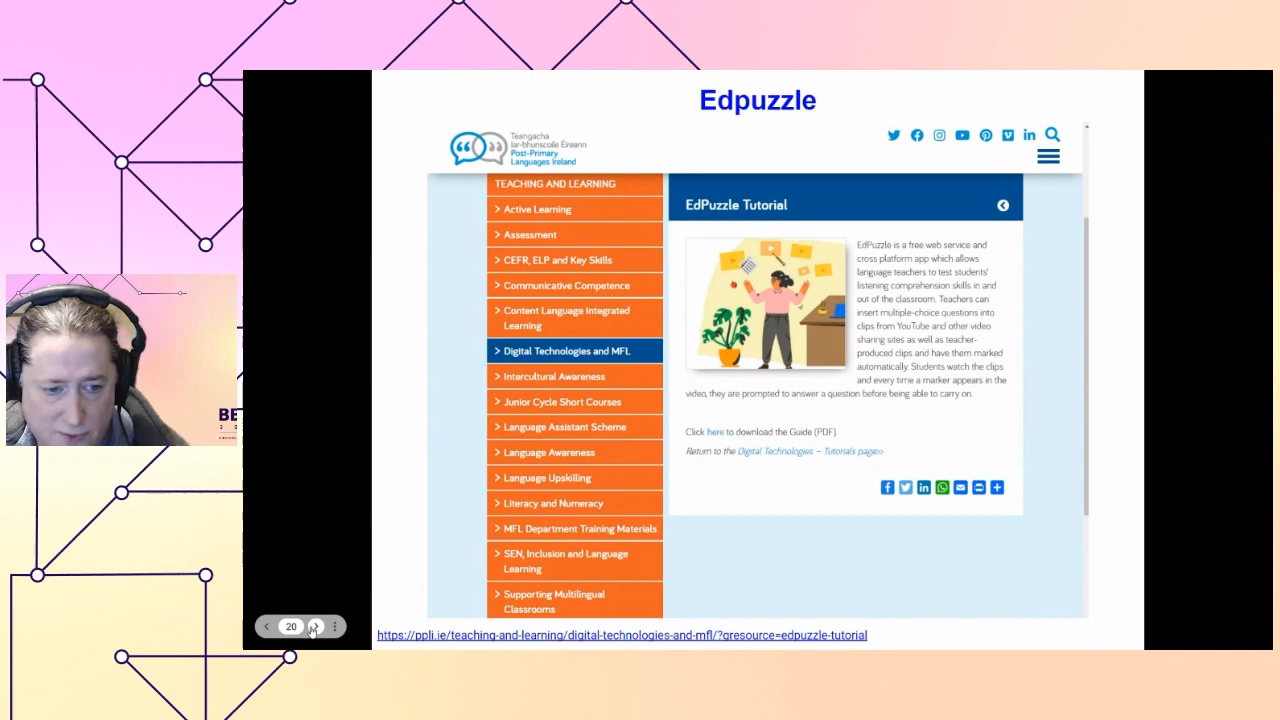 Edpuzzle
Teangacha
Iar-bhunscoile Éireann
Post-Primary
Languages Ireland
TEACHING AND LEARNING
> Active Learning
> Assessment
> CEFR, ELP and Key Skills
> Communicative Competence
> Content Language Integrated
Learning
> Digital Technologies and MFL
> Intercultural Awareness
> Junior Cycle Short Courses
> Language Assistant Scheme
> Language Awareness
> Language Upskilling
> Literacy and Numeracy
> MFL Department Training Materials
> SEN, Inclusion and Language
Learning
> Supporting Multilingual
Classrooms
EdPuzzle Tutorial
EdPuzzle is a free web service and
cross platform app which allows
language teachers to test students'
listening comprehension skills in and
out of the classroom. Teachers can
insert multiple-choice questions into
clips from YouTube and other video
sharing sites as well as teacher-
produced clips and have them marked
automatically. Students watch the clips
and every time a marker appears in the
video, they are prompted to answer a question before being able to carry on.
Click here to download the Guide (PDF).
Return to the Digital Technologies – Tutorials page>>
BE
20
https://ppli.ie/teaching-and-learning/digital-technologies-and-mfl/?gresource=edpuzzle-tutorial